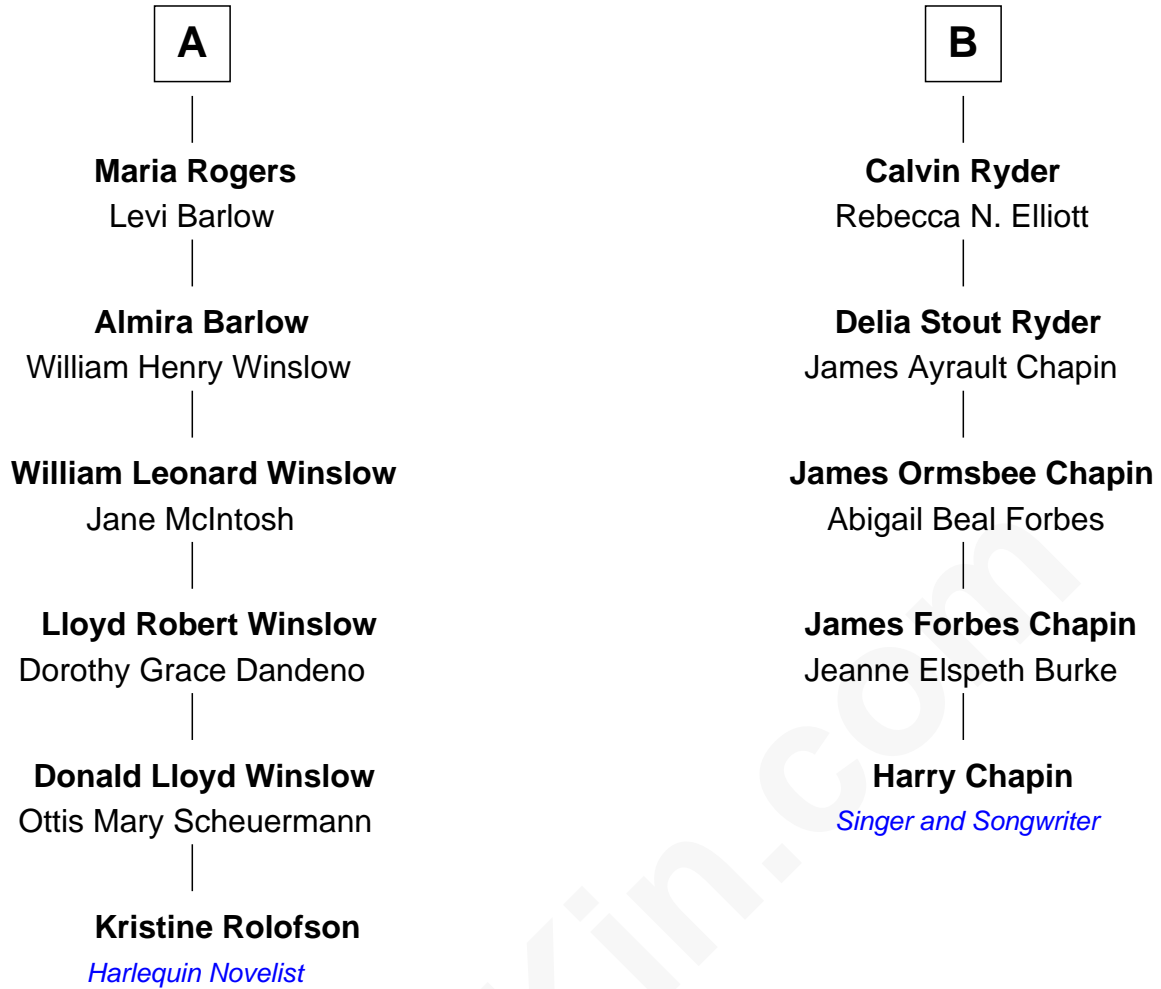 A
Maria Rogers
Levi Barlow
Almira Barlow
William Henry Winslow
William Leonard Winslow
Jane McIntosh
Lloyd Robert Winslow
Dorothy Grace Dandeno
Donald Lloyd Winslow
Ottis Mary Scheuermann
Kristine Rolofson
Harlequin Novelist
B
Calvin Ryder
Rebecca N. Elliott
Delia Stout Ryder
James Ayrault Chapin
James Ormsbee Chapin
Abigail Beal Forbes
James Forbes Chapin
Jeanne Elspeth Burke
Harry Chapin
Singer and Songwriter
Kin.com